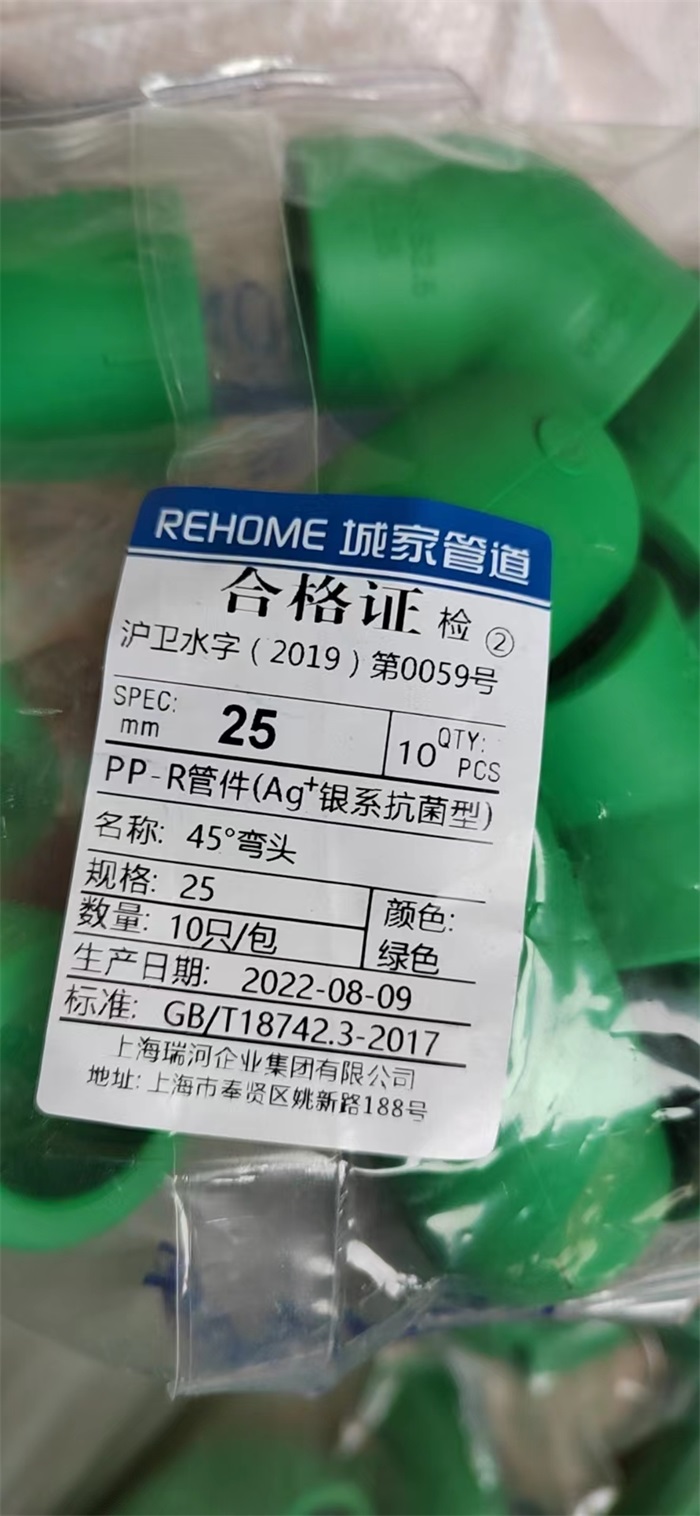 REHOME 城家管道
合格证 检 ②
沪卫水字（2019）第0059号
SPEC: mm 25 QTY: 10 PCS
PP-R管件(Ag⁺银系抗菌型)
名称: 45°弯头
规格: 25
数量: 10只/包
颜色: 绿色
生产日期: 2022-08-09
标准: GB/T18742.3-2017
上海瑞河企业集团有限公司
地址: 上海市奉贤区姚新路188号